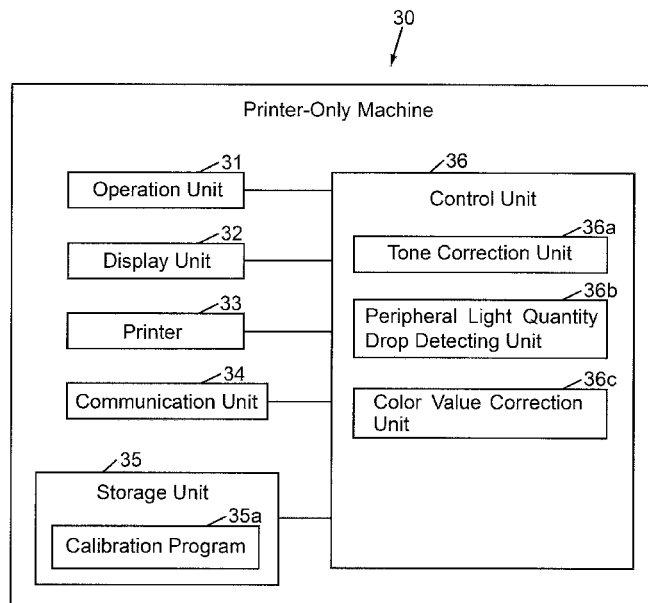 30
Printer-Only Machine
31
Operation Unit
32
Display Unit
33
Printer
34
Communication Unit
35
Storage Unit
35a
Calibration Program
36
Control Unit
36a
Tone Correction Unit
36b
Peripheral Light Quantity
Drop Detecting Unit
36c
Color Value Correction
Unit